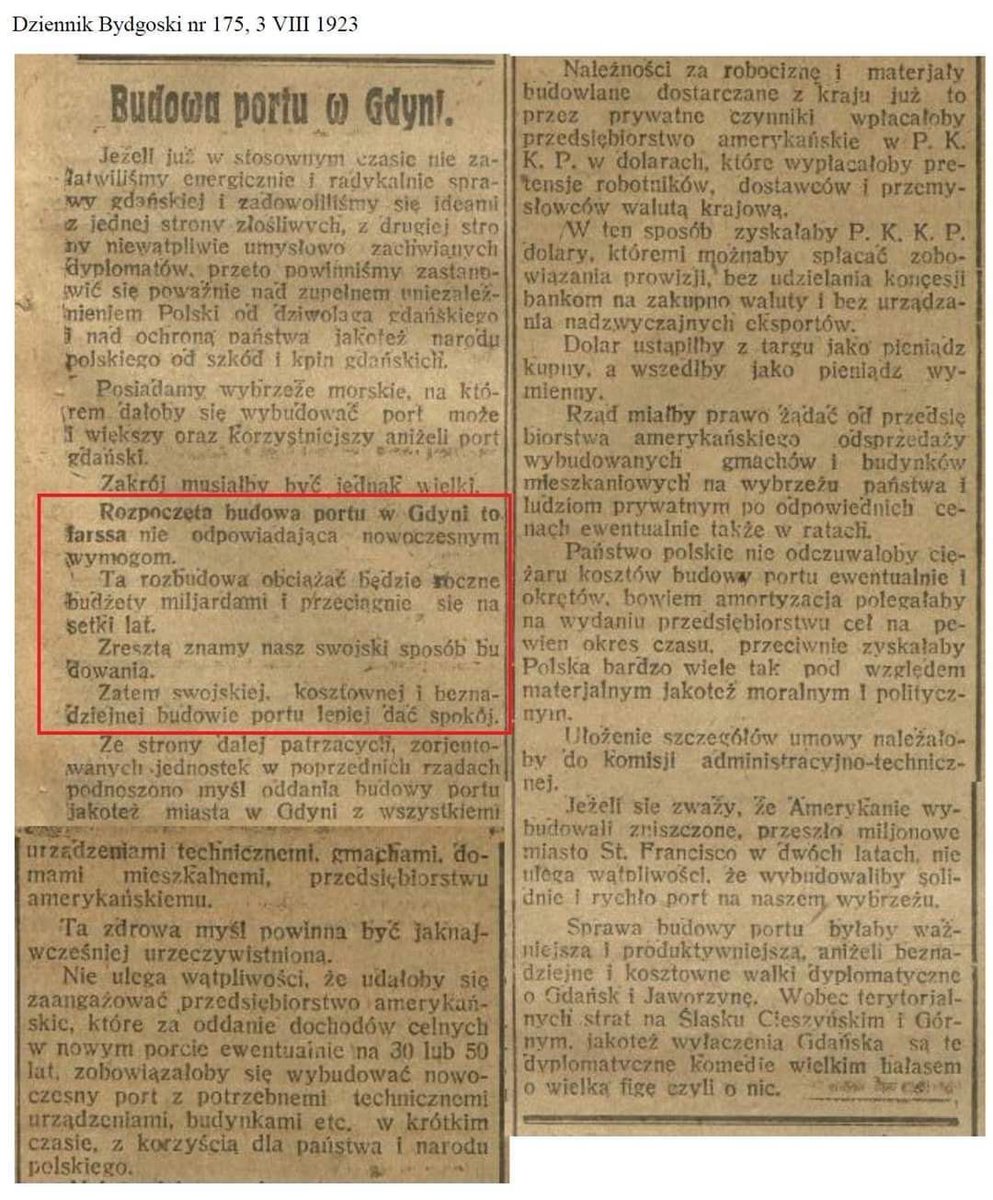 Dziennik Bydgoski nr 175, 3 VIII 1923
Budowa portu w Gdyni.
Jeżeli już w stosownym czasie nie za-
łatwiliśmy energicznie i radykalnie spra-
wy gdańskiej i zadowoliliśmy się ideami
z jednej strony złośliwych, z drugiej stro
ny niewątpliwie umysłowo zachwianych
dyplomatów, przeto powinniśmy zastano-
wić się poważnie nad zupełnem uniezależ-
nieniem Polski od dziwoląga gdańskiego
i nad ochroną państwa jakoteż narodu
polskiego od szkód i kpin gdańskich.
Posiadamy wybrzeże morskie, na któ-
rem dałoby się wybudować port może
i większy oraz korzystniejszy aniżeli port
gdański.
Zakrój musiałby być jednak wielki.
Rozpoczęta budowa portu w Gdyni to
farssa nie odpowiadająca nowoczesnym
wymogom.
Ta rozbudowa obciążać będzie roczne
budżety miljardami i przeciągnie się na
setki lat.
Zresztą znamy nasz swojski sposób bu
dowania.
Zatem swojskiej, kosztownej i bezna-
dziejnej budowie portu lepiej dać spokój.
Ze strony dalej patrzących, zorjento-
wanych jednostek w poprzednich rządach
podnoszono myśl oddania budowy portu
jakoteż miasta w Gdyni z wszystkiemi
urządzeniami technicznemi, gmachami, do-
mami mieszkalnemi, przedsiębiorstwu
amerykańskiemu.
Ta zdrowa myśl powinna być jaknaj-
wcześniej urzeczywistnioną.
Nie ulega wątpliwości, że udałoby się
zaangażować przedsiębiorstwo amerykań-
skie, które za oddanie dochodów celnych
w nowym porcie ewentualnie na 30 lub 50
lat, zobowiązałoby się wybudować nowo-
czesny port z potrzebnemi technicznemi
urządzeniami, budynkami etc. w krótkim
czasie, z korzyścią dla państwa i narodu
polskiego.
Należności za robociznę i materjały
budowlane dostarczane z kraju już to
przez prywatne czynniki wpłacałoby
przedsiębiorstwo amerykańskie w P. K.
K. P. w dolarach, które wypłacałoby pre-
tensje robotników, dostawców i przemy-
słowców walutą krajową.
W ten sposób zyskałaby P. K. K. P.
dolary, któremi możnaby spłacać zobo-
wiązania prowizji, bez udzielania koncesji
bankom na zakupno waluty i bez urządza-
nia nadzwyczajnych eksportów.
Dolar ustąpiłby z targu jako pieniądz
kupny, a wszedłby jako pieniądz wy-
mienny.
Rząd miałby prawo żądać od przedsię
biorstwa amerykańskiego odsprzedaży
wybudowanych gmachów i budynków
mieszkaniowych na wybrzeżu państwa i
ludziom prywatnym po odpowiednich ce-
nach ewentualnie także w ratach.
Państwo polskie nie odczuwałoby cię-
żaru kosztów budowy portu ewentualnie i
okrętów, bowiem amortyzacja polegałaby
na wydaniu przedsiębiorstwu ceł na pe-
wien okres czasu, przeciwnie zyskałaby
Polska bardzo wiele tak pod względem
materjalnym jakoteż moralnym i politycz-
nym.
Ułożenie szczegółów umowy należało-
by do komisji administracyjno-technicz-
nej.
Jeżeli się zważy, że Amerykanie wy-
budowali zniszczone, przeszło miljonowe
miasto St. Francisco w dwóch latach, nie
ulega wątpliwości, że wybudowaliby soli-
dnie i rychło port na naszem wybrzeżu.
Sprawa budowy portu byłaby waż-
niejszą i produktywniejszą, aniżeli bezna-
dziejne i kosztowne walki dyplomatyczne
o Gdańsk i Jaworzynę. Wobec terytorjal-
nych strat na Śląsku Cieszyńskim i Gór-
nym, jakoteż wyłączenia Gdańska są te
dyplomatyczne komedie wielkim hałasem
o wielką figę czyli o nic.